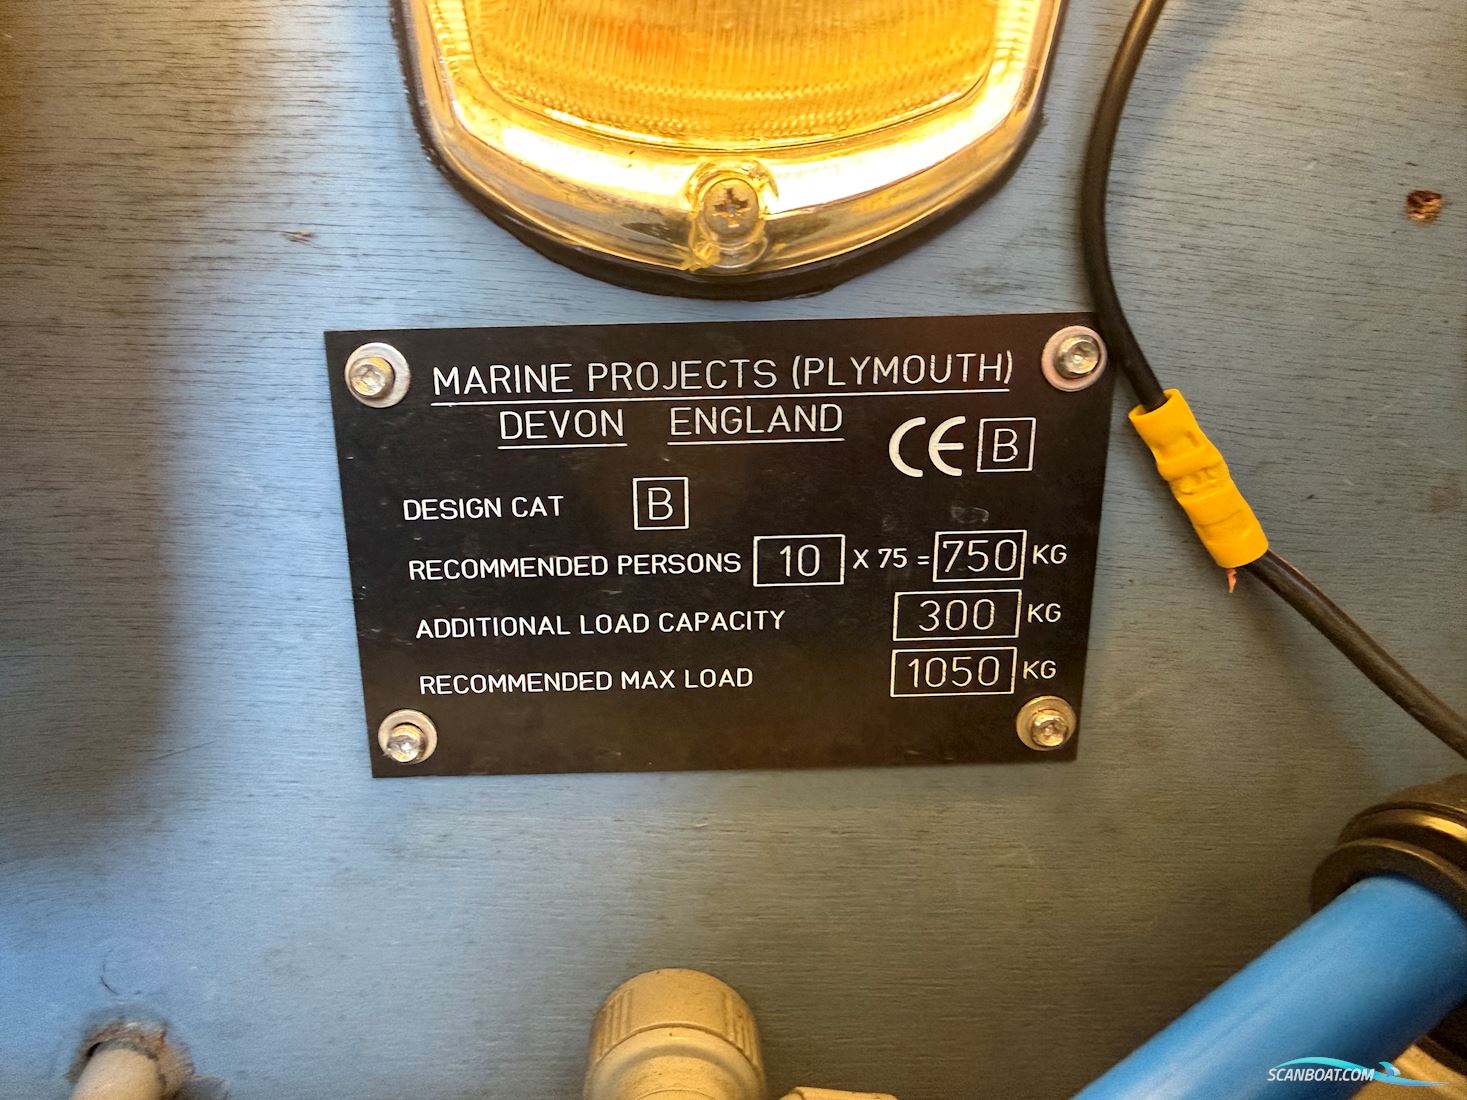 MARINE PROJECTS (PLYMOUTH)
DEVON ENGLAND
CE B
DESIGN CAT B
RECOMMENDED PERSONS 10 X 75 = 750 KG
ADDITIONAL LOAD CAPACITY 300 KG
RECOMMENDED MAX LOAD 1050 KG
SCANBOAT.COM